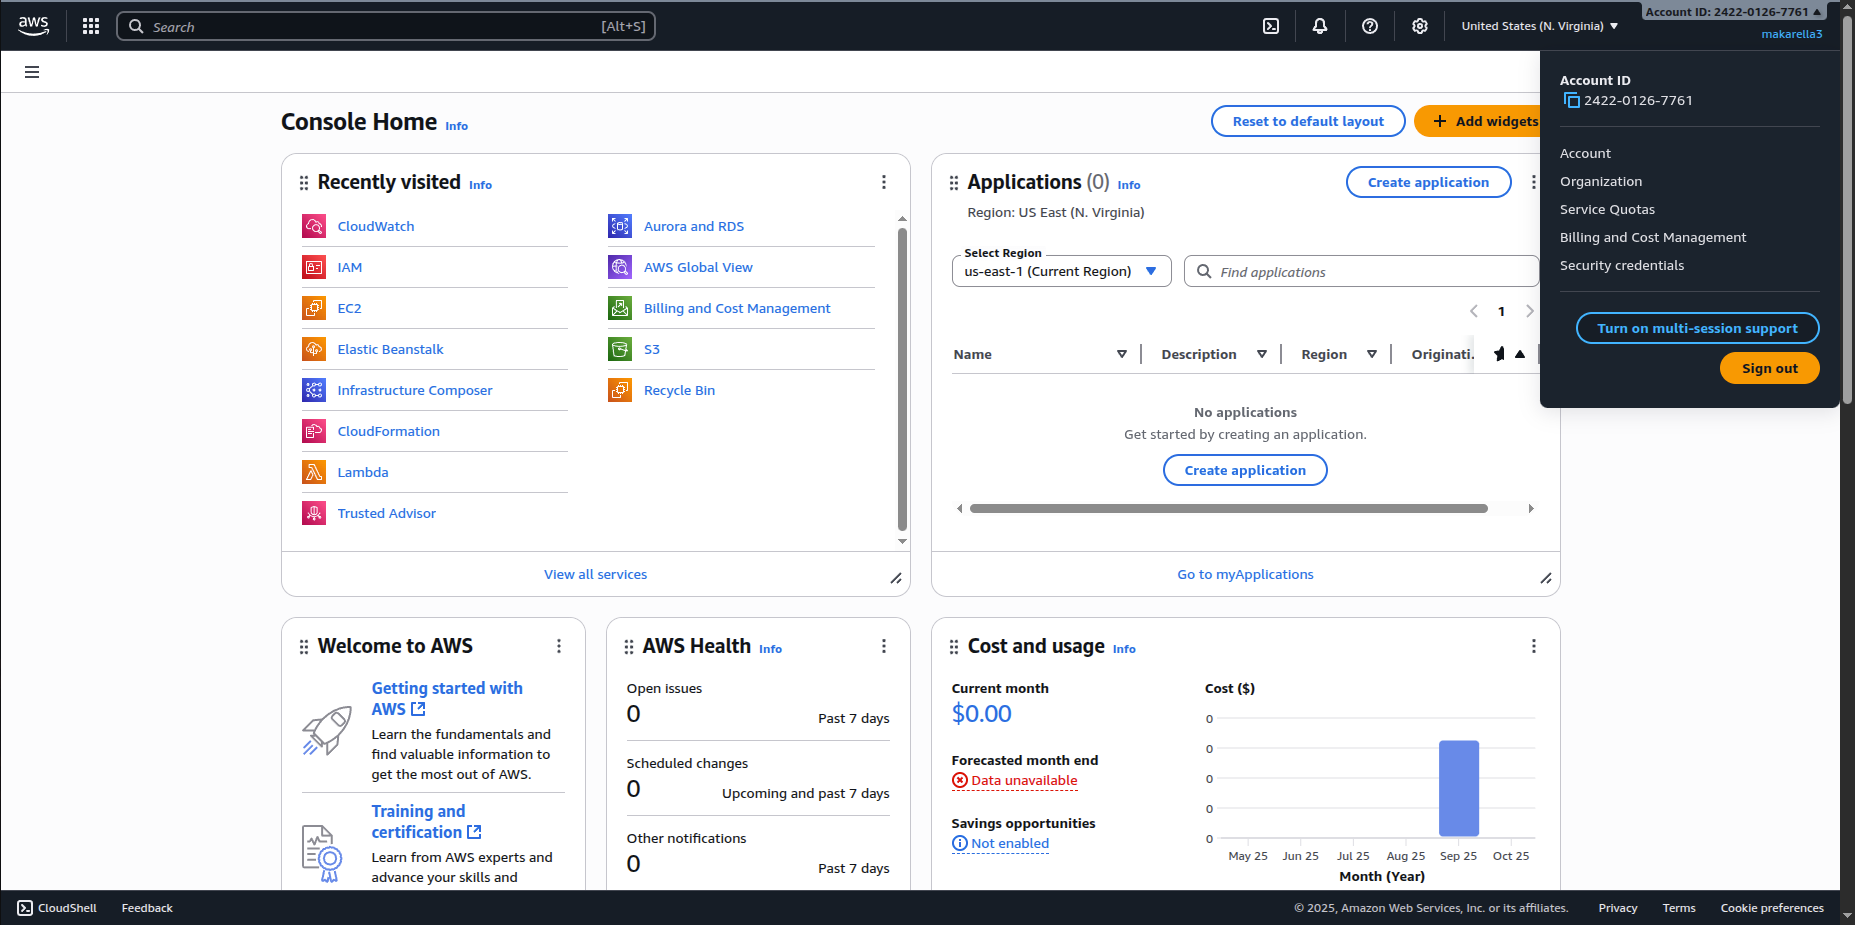 aws
Search
[Alt+S]
United States (N. Virginia)
Account ID: 2422-0126-7761
makarella3
Account ID
2422-0126-7761
Account
Organization
Service Quotas
Billing and Cost Management
Security credentials
Turn on multi-session support
Sign out
Console Home Info
Reset to default layout
Add widgets
Recently visited Info
CloudWatch
IAM
EC2
Elastic Beanstalk
Infrastructure Composer
CloudFormation
Lambda
Trusted Advisor
Aurora and RDS
AWS Global View
Billing and Cost Management
S3
Recycle Bin
View all services
Applications (0) Info
Create application
Region: US East (N. Virginia)
Select Region
us-east-1 (Current Region)
Find applications
1
Name
Description
Region
Originati.
No applications
Get started by creating an application.
Create application
Go to myApplications
Welcome to AWS
Getting started with
AWS
Learn the fundamentals and
find valuable information to
get the most out of AWS.
Training and
certification
Learn from AWS experts and
advance your skills and
AWS Health Info
Open issues
0
Past 7 days
Scheduled changes
0
Upcoming and past 7 days
Other notifications
0
Past 7 days
Cost and usage Info
Current month
$0.00
Forecasted month end
Data unavailable
Savings opportunities
Not enabled
Cost ($)
0
0
0
0
0
May 25
Jun 25
Jul 25
Aug 25
Sep 25
Oct 25
Month (Year)
CloudShell
Feedback
© 2025, Amazon Web Services, Inc. or its affiliates.
Privacy
Terms
Cookie preferences